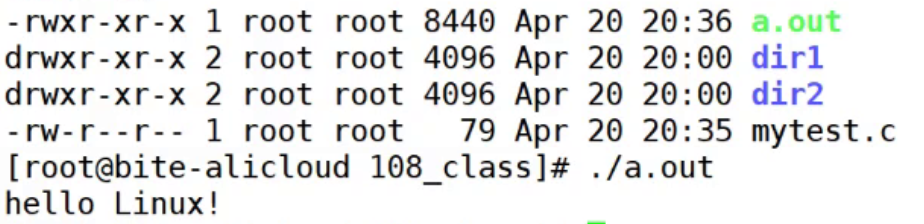 -rwxr-xr-x 1 root root 8440 Apr 20 20:36 a.out
drwxr-xr-x 2 root root 4096 Apr 20 20:00 dir1
drwxr-xr-x 2 root root 4096 Apr 20 20:00 dir2
-rw-r--r-- 1 root root   79 Apr 20 20:35 mytest.c
[root@bite-alicloud 108_class]# ./a.out
hello Linux!